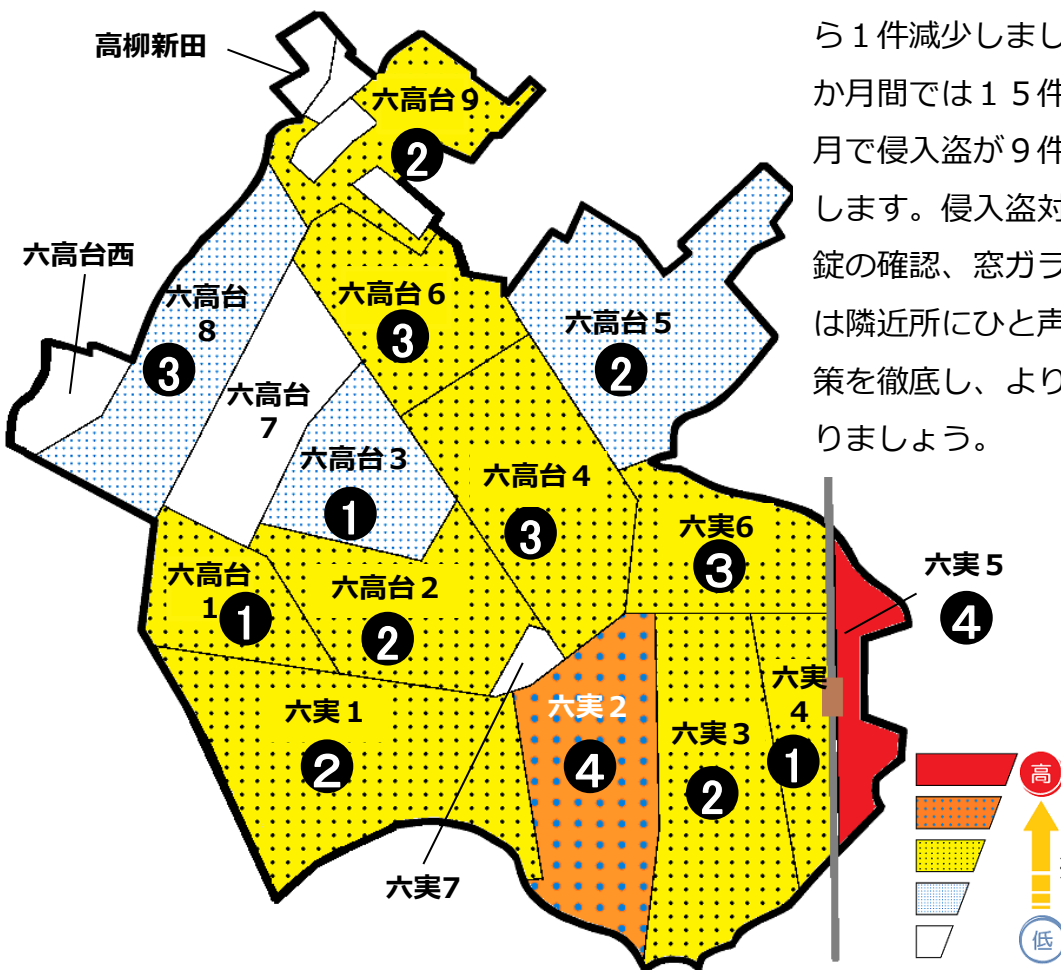 ら１件減少しまし
か月間では１５件
月で侵入盗が９件
します。侵入盗対
錠の確認、窓ガラ
は隣近所にひと声
策を徹底し、より
りましょう。
高柳新田
六高台９
2
六高台西
六高台
8
3
六高台６
3
六高台５
2
六高台
7
六高台３
1
六高台４
3
六実6
3
六実５
4
六高台
1
1
六高台２
2
六実１
2
六実２
4
六実３
2
六実
4
1
六実7
高
低